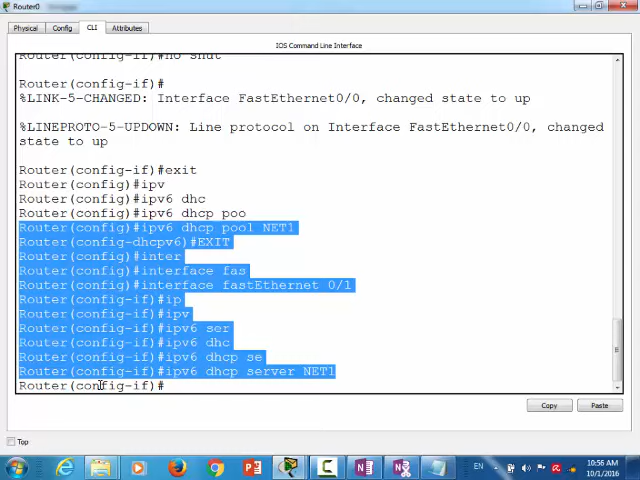 Router0
Physical Config CLI Attributes
IOS Command Line Interface
Router(config-if)#no shut
Router(config-if)#
%LINK-5-CHANGED: Interface FastEthernet0/0, changed state to up
%LINEPROTO-5-UPDOWN: Line protocol on Interface FastEthernet0/0, changed
state to up
Router(config-if)#exit
Router(config)#ipv
Router(config)#ipv6 dhc
Router(config)#ipv6 dhcp poo
Router(config)#ipv6 dhcp pool NET1
Router(config-dhcpv6)#EXIT
Router(config)#inter
Router(config)#interface fas
Router(config)#interface fastEthernet 0/1
Router(config-if)#ip
Router(config-if)#ipv
Router(config-if)#ipv6 ser
Router(config-if)#ipv6 dhc
Router(config-if)#ipv6 dhcp se
Router(config-if)#ipv6 dhcp server NET1
Router(config-if)#
Copy Paste
Top
EN
10:56 AM
10/1/2016